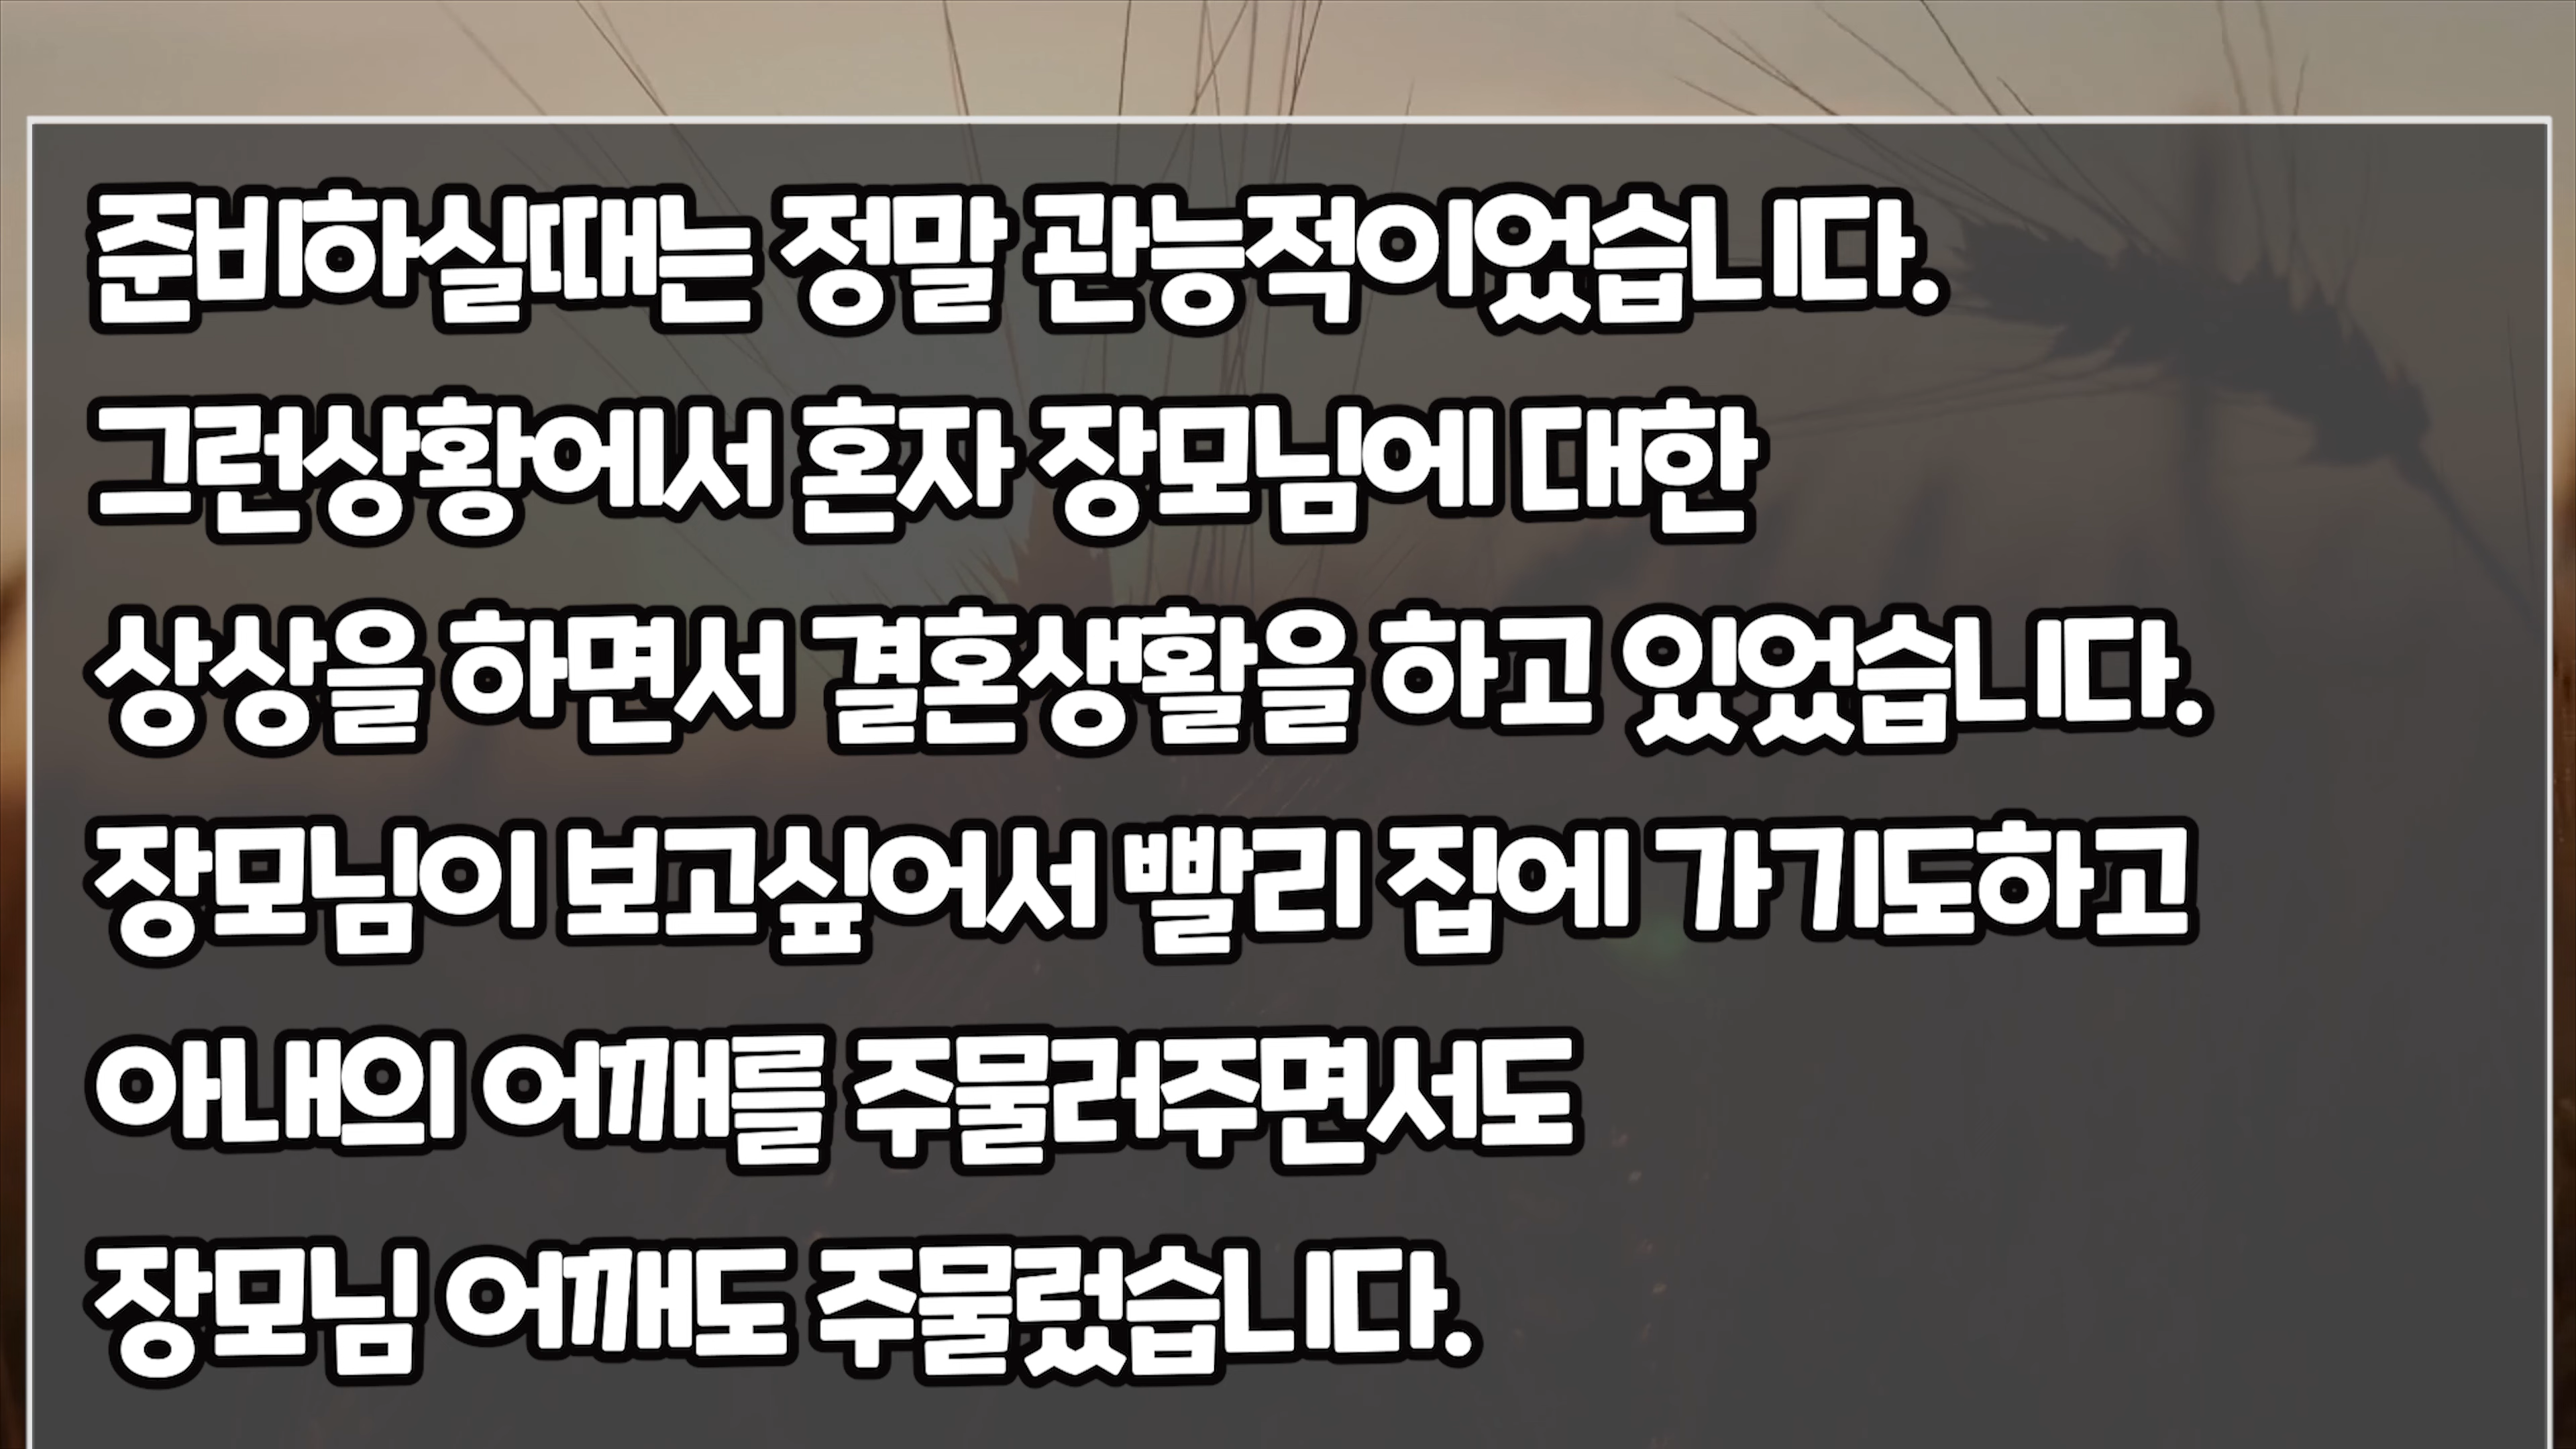 준비하실때는 정말 관능적이었습니다.
그런상황에서 혼자 장모님에 대한
상상을 하면서 결혼생활을 하고 있었습니다.
장모님이 보고싶어서 빨리 집에 가기도하고
아내의 어깨를 주물러주면서도
장모님 어깨도 주물렀습니다.